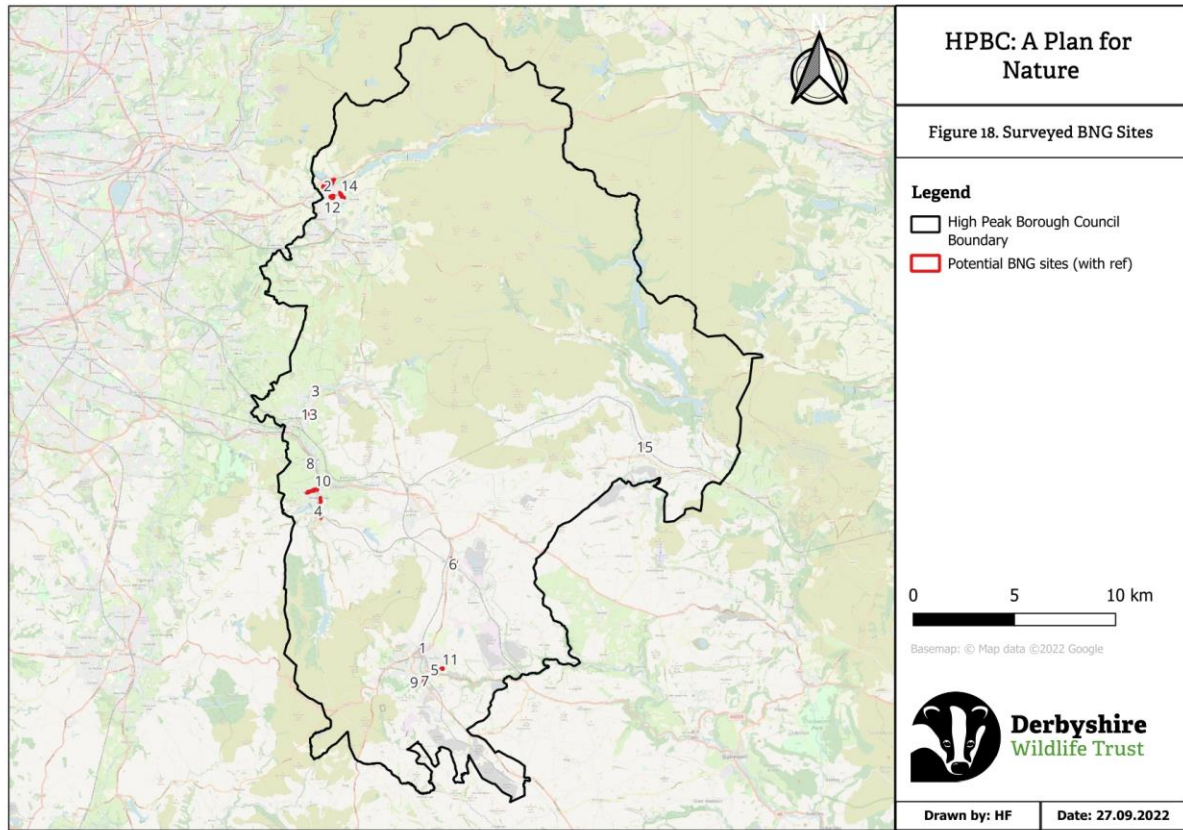 HPBC: A Plan for
Nature
Figure 18. Surveyed BNG Sites
Legend
High Peak Borough Council
Boundary
Potential BNG sites (with ref)
N
2 14
12
3
13
8
10
4
15
6
1
11
5
9 7
0 5 10 km
Basemap: © Map data ©2022 Google
Derbyshire
Wildlife Trust
Drawn by: HF Date: 27.09.2022